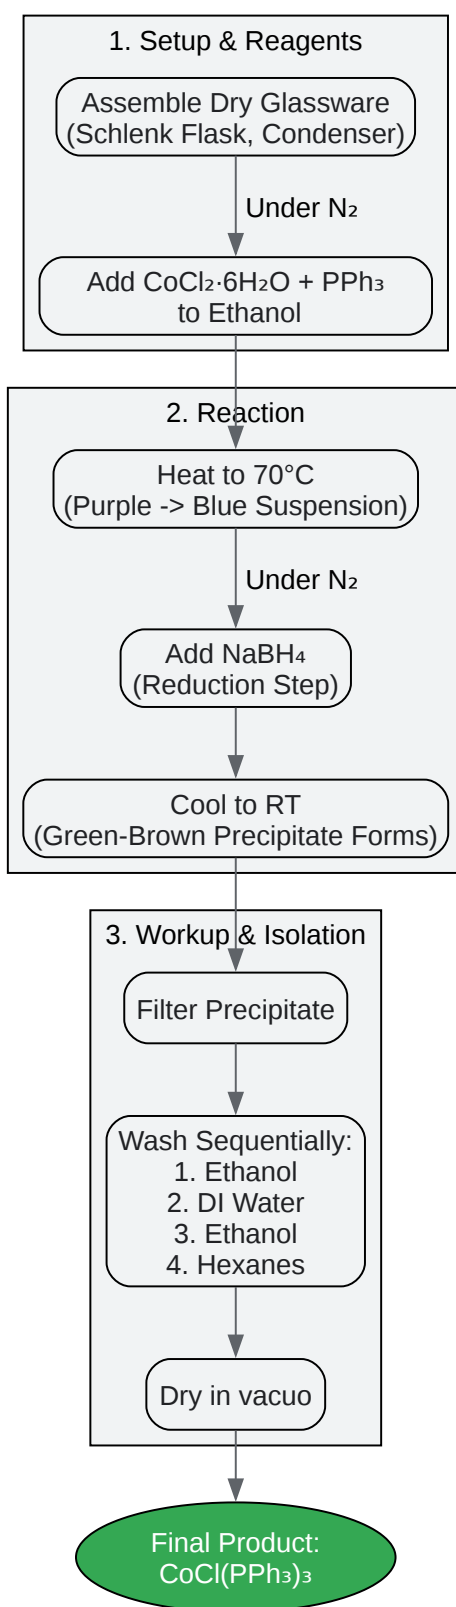 1. Setup & Reagents
Assemble Dry Glassware
(Schlenk Flask, Condenser)
Under N₂
Add CoCl₂·6H₂O + PPh₃
to Ethanol
2. Reaction
Heat to 70°C
(Purple -> Blue Suspension)
Under N₂
Add NaBH₄
(Reduction Step)
Cool to RT
(Green-Brown Precipitate Forms)
3. Workup & Isolation
Filter Precipitate
Wash Sequentially:
1. Ethanol
2. DI Water
3. Ethanol
4. Hexanes
Dry in vacuo
Final Product:
CoCl(PPh₃)₃